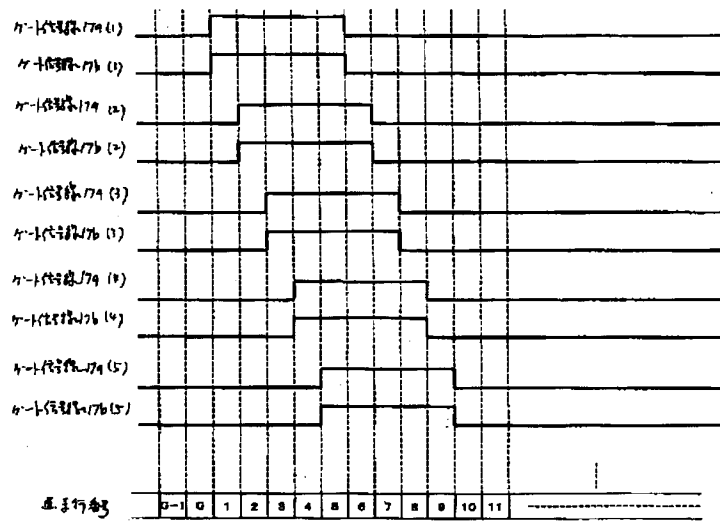 ゲート信号線17a (1)
ゲート信号線17b (1)
ゲート信号線17a (2)
ゲート信号線17b (2)
ゲート信号線17a (3)
ゲート信号線17b (3)
ゲート信号線17a (4)
ゲート信号線17b (4)
ゲート信号線17a (5)
ゲート信号線17b (5)
行番号 G-1 G 1 2 3 4 5 6 7 8 9 10 11